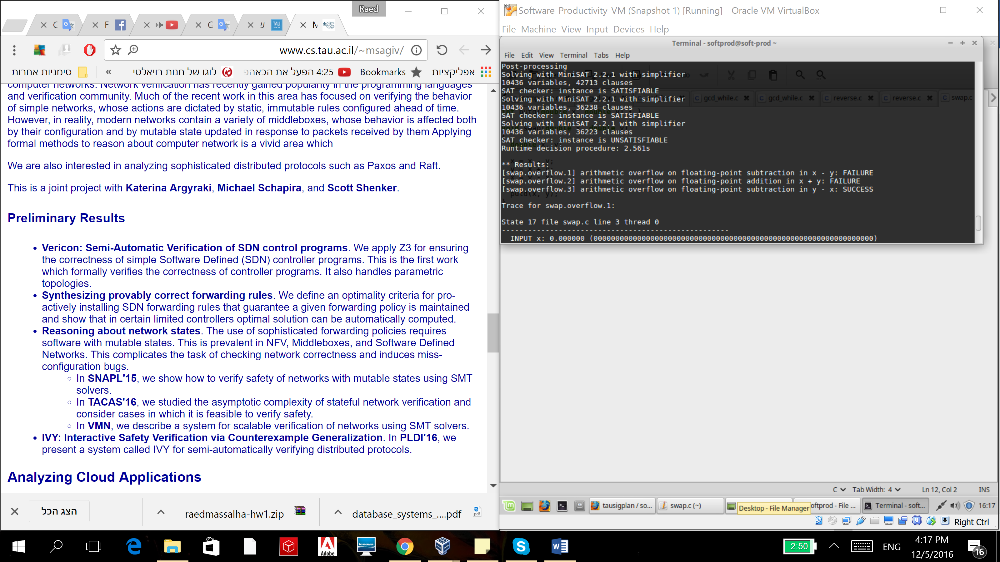 Raed
www.cs.tau.ac.il/~msagiv/
סימניות אחרות
«
לוגו של חנות רויאלטי
4:25 הפעל את הבאהפ
Bookmarks
אפליקציות
computer networks. Network verification has recently gained popularity in the programming languages
and verification community. Much of the recent work in this area has focused on verifying the behavior
of simple networks, whose actions are dictated by static, immutable rules configured ahead of time.
However, in reality, modern networks contain a variety of middleboxes, whose behavior is affected both
by their configuration and by mutable state updated in response to packets received by them Applying
formal methods to reason about computer network is a vivid area which
We are also interested in analyzing sophisticated distributed protocols such as Paxos and Raft.
This is a joint project with Katerina Argyraki, Michael Schapira, and Scott Shenker.
Preliminary Results
• Vericon: Semi-Automatic Verification of SDN control programs. We apply Z3 for ensuring
the correctness of simple Software Defined (SDN) controller programs. This is the first work
which formally verifies the correctness of controller programs. It also handles parametric
topologies.
• Synthesizing provably correct forwarding rules. We define an optimality criteria for pro-
actively installing SDN forwarding rules that guarantee a given forwarding policy is maintained
and show that in certain limited controllers optimal solution can be automatically computed.
• Reasoning about network states. The use of sophisticated forwarding policies requires
software with mutable states. This is prevalent in NFV, Middleboxes, and Software Defined
Networks. This complicates the task of checking network correctness and induces miss-
configuration bugs.
◦ In SNAPL'15, we show how to verify safety of networks with mutable states using SMT
solvers.
◦ In TACAS'16, we studied the asymptotic complexity of stateful network verification and
consider cases in which it is feasible to verify safety.
◦ In VMN, we describe a system for scalable verification of networks using SMT solvers.
• IVY: Interactive Safety Verification via Counterexample Generalization. In PLDI'16, we
present a system called IVY for semi-automatically verifying distributed protocols.
Analyzing Cloud Applications
הצג הכל
raedmassalha-hw1.zip
database_systems_....pdf
Software-Productivity-VM (Snapshot 1) [Running] - Oracle VM VirtualBox
File Machine View Input Devices Help
Terminal - softprod@soft-prod ~
File Edit View Terminal Tabs Help
Post-processing
Solving with MiniSAT 2.2.1 with simplifier
10436 variables, 42713 clauses
SAT checker: instance is SATISFIABLE
Solving with MiniSAT 2.2.1 with simplifier
10436 variables, 36238 clauses
SAT checker: instance is SATISFIABLE
Solving with MiniSAT 2.2.1 with simplifier
10436 variables, 36223 clauses
SAT checker: instance is UNSATISFIABLE
Runtime decision procedure: 2.561s
** Results:
[swap.overflow.1] arithmetic overflow on floating-point subtraction in x - y: FAILURE
[swap.overflow.2] arithmetic overflow on floating-point addition in x + y: FAILURE
[swap.overflow.3] arithmetic overflow on floating-point subtraction in y - x: SUCCESS
Trace for swap.overflow.1:
State 17 file swap.c line 3 thread 0
----------------------------------------------------
INPUT x: 0.000000 (0000000000000000000000000000000000000000000000000000000000000000)
gcd_while.c
gcd_while.c
reverse.c
reverse.c
swap.c
C Tab Width: 4 Ln 12, Col 2 INS
tausigplan / so...
swap.c (~)
Desktop - File Manager
oftprod - File ...
Terminal - soft...
16:17
Right Ctrl
2:50
ENG
4:17 PM
12/5/2016
16